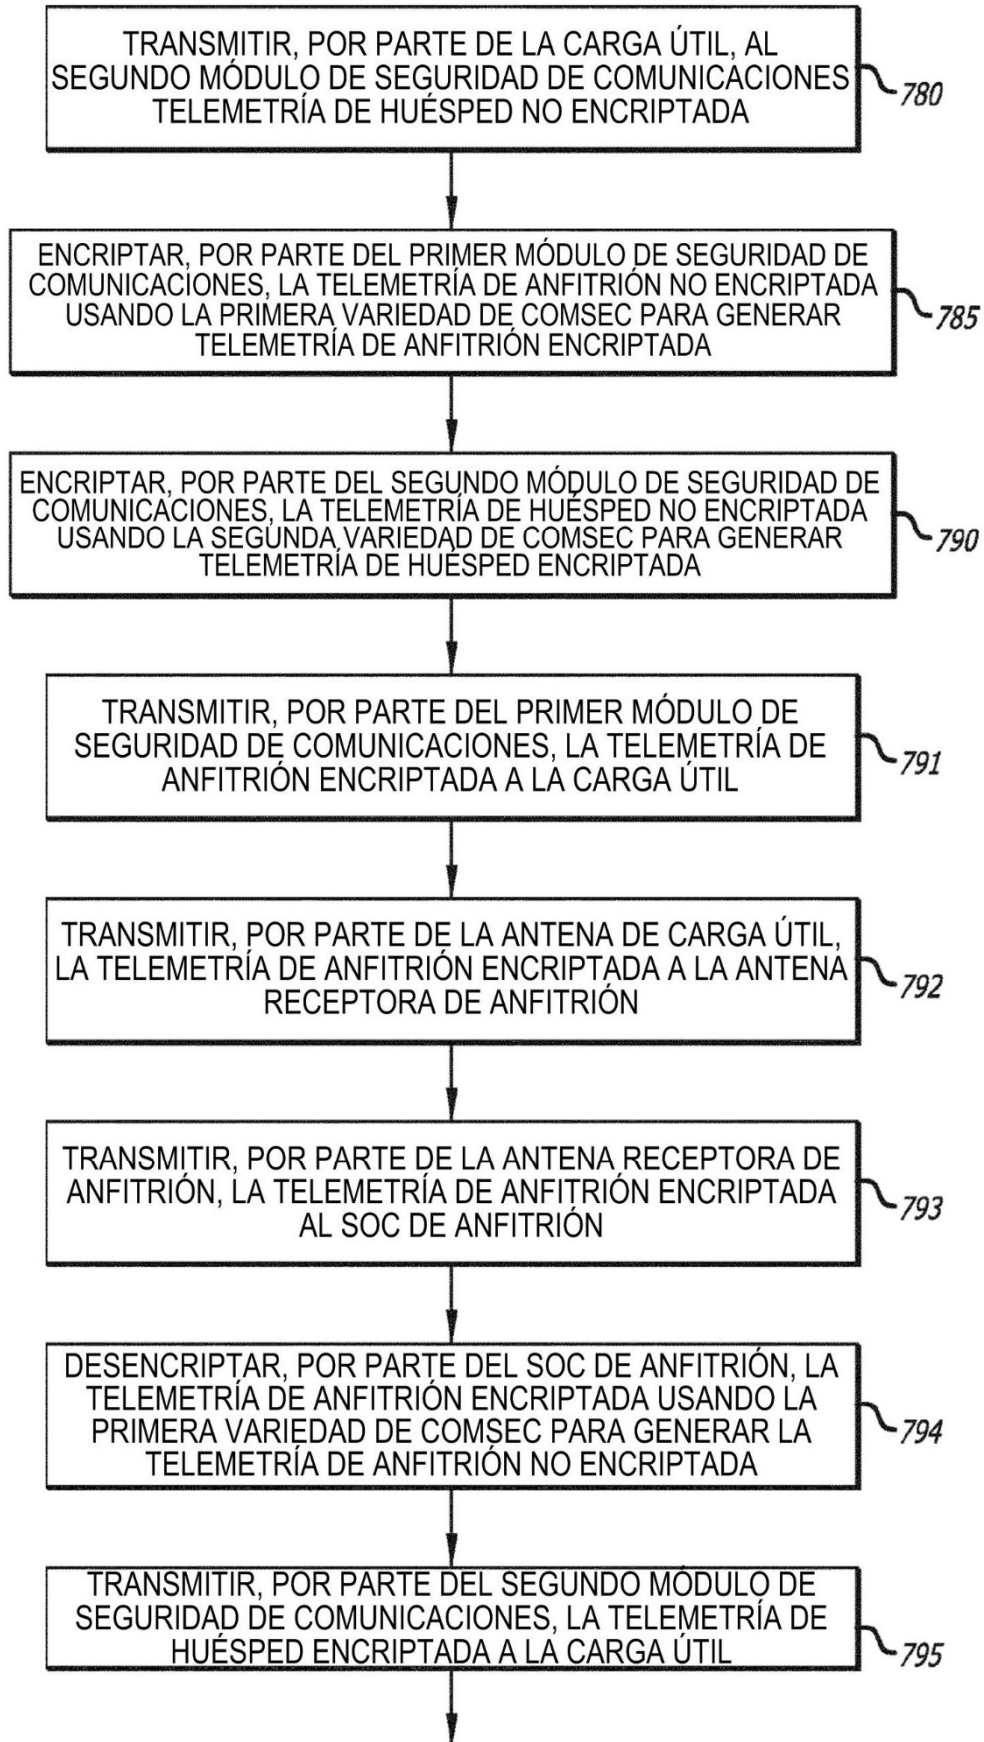 TRANSMITIR, POR PARTE DE LA CARGA ÚTIL, AL
SEGUNDO MÓDULO DE SEGURIDAD DE COMUNICACIONES
TELEMETRÍA DE HUÉSPED NO ENCRIPTADA
780
ENCRIPTAR, POR PARTE DEL PRIMER MÓDULO DE SEGURIDAD DE
COMUNICACIONES, LA TELEMETRÍA DE ANFITRIÓN NO ENCRIPTADA
USANDO LA PRIMERA VARIEDAD DE COMSEC PARA GENERAR
TELEMETRÍA DE ANFITRIÓN ENCRIPTADA
785
ENCRIPTAR, POR PARTE DEL SEGUNDO MÓDULO DE SEGURIDAD DE
COMUNICACIONES, LA TELEMETRÍA DE HUÉSPED NO ENCRIPTADA
USANDO LA SEGUNDA VARIEDAD DE COMSEC PARA GENERAR
TELEMETRÍA DE HUÉSPED ENCRIPTADA
790
TRANSMITIR, POR PARTE DEL PRIMER MÓDULO DE
SEGURIDAD DE COMUNICACIONES, LA TELEMETRÍA DE
ANFITRIÓN ENCRIPTADA A LA CARGA ÚTIL
791
TRANSMITIR, POR PARTE DE LA ANTENA DE CARGA ÚTIL,
LA TELEMETRÍA DE ANFITRIÓN ENCRIPTADA A LA ANTENA
RECEPTORA DE ANFITRIÓN
792
TRANSMITIR, POR PARTE DE LA ANTENA RECEPTORA DE
ANFITRIÓN, LA TELEMETRÍA DE ANFITRIÓN ENCRIPTADA
AL SOC DE ANFITRIÓN
793
DESENCRIPTAR, POR PARTE DEL SOC DE ANFITRIÓN, LA
TELEMETRÍA DE ANFITRIÓN ENCRIPTADA USANDO LA
PRIMERA VARIEDAD DE COMSEC PARA GENERAR LA
TELEMETRÍA DE ANFITRIÓN NO ENCRIPTADA
794
TRANSMITIR, POR PARTE DEL SEGUNDO MÓDULO DE
SEGURIDAD DE COMUNICACIONES, LA TELEMETRÍA DE
HUÉSPED ENCRIPTADA A LA CARGA ÚTIL
795